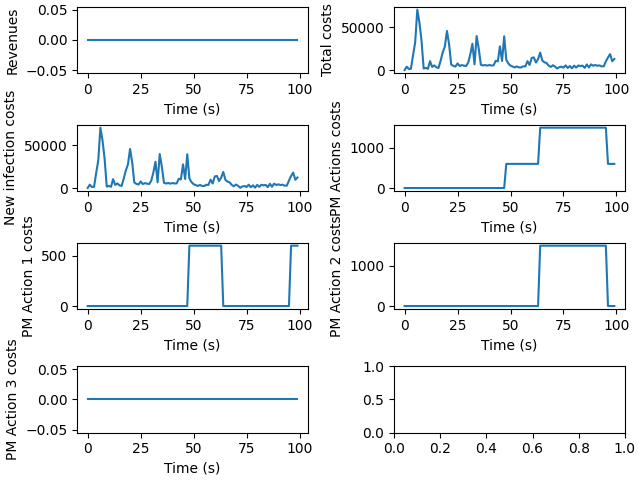 Revenues
0.05
0.00
−0.05
0 25 50 75 100
Time (s)
Total costs
50000
0
0 25 50 75 100
Time (s)
New infection costs
50000
0
0 25 50 75 100
Time (s)
PM Actions costs
1000
0
0 25 50 75 100
Time (s)
PM Action 1 costs
500
0
0 25 50 75 100
Time (s)
PM Action 2 costs
1000
0
0 25 50 75 100
Time (s)
PM Action 3 costs
0.05
0.00
−0.05
0 25 50 75 100
Time (s)
1.0
0.5
0.0
0.0 0.2 0.4 0.6 0.8 1.0